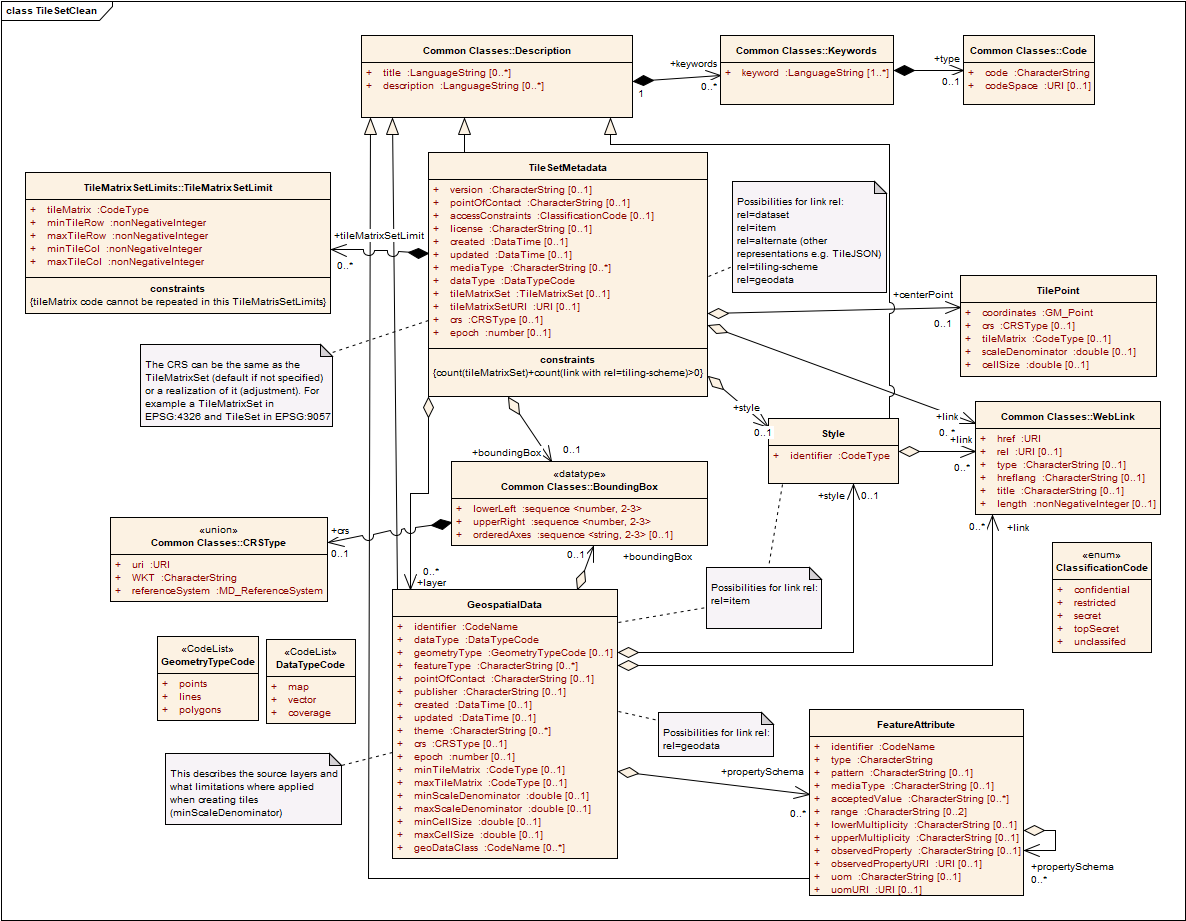 class TileSetClean
Common Classes::Description
+ title :LanguageString [0..*]
+ description :LanguageString [0..*]
+keywords
1
0..*
Common Classes::Keywords
+ keyword :LanguageString [1..*]
+type
0..1
Common Classes::Code
+ code :CharacterString
+ codeSpace :URI [0..1]
TileMatrixSetLimits::TileMatrixSetLimit
+ tileMatrix :CodeType
+ minTileRow :nonNegativeInteger
+ maxTileRow :nonNegativeInteger
+ minTileCol :nonNegativeInteger
+ maxTileCol :nonNegativeInteger
constraints
{tileMatrix code cannot be repeated in this TileMatrisSetLimits}
+tileMatrixSetLimit
0..*
TileSetMetadata
+ version :CharacterString [0..1]
+ pointOfContact :CharacterString [0..1]
+ accessConstraints :ClassificationCode [0..1]
+ license :CharacterString [0..1]
+ created :DataTime [0..1]
+ updated :DataTime [0..1]
+ mediaType :CharacterString [0..*]
+ dataType :DataTypeCode
+ tileMatrixSet :TileMatrixSet [0..1]
+ tileMatrixSetURI :URI [0..1]
+ crs :CRSType [0..1]
+ epoch :number [0..1]
constraints
{count(tileMatrixSet)+count(link with rel=tiling-scheme)>0}
Possibilities for link rel:
rel=dataset
rel=item
rel=alternate (other
representations e.g. TileJSON)
rel=tiling-scheme
rel=geodata
+centerPoint
0..1
TilePoint
+ coordinates :GM_Point
+ crs :CRSType [0..1]
+ tileMatrix :CodeType [0..1]
+ scaleDenominator :double [0..1]
+ cellSize :double [0..1]
The CRS can be the same as the
TileMatrixSet (default if not specified)
or a realization of it (adjustment). For
example a TileMatrixSet in
EPSG:4326 and TileSet in EPSG:9057
+style
0..1
Style
+ identifier :CodeType
+link
0..*
+link
0..*
Common Classes::WebLink
+ href :URI
+ rel :URI [0..1]
+ type :CharacterString [0..1]
+ hreflang :CharacterString [0..1]
+ title :CharacterString [0..1]
+ length :nonNegativeInteger [0..1]
+boundingBox
0..1
«datatype»
Common Classes::BoundingBox
+ lowerLeft :sequence <number, 2-3>
+ upperRight :sequence <number, 2-3>
+ orderedAxes :sequence <string, 2-3> [0..1]
+style
0..1
0..*
+link
«union»
Common Classes::CRSType
+ uri :URI
+ WKT :CharacterString
+ referenceSystem :MD_ReferenceSystem
+crs
0..1
0..1
+boundingBox
0..*
+layer
Possibilities for link rel:
rel=item
«enum»
ClassificationCode
+ confidential
+ restricted
+ secret
+ topSecret
+ unclassifed
GeospatialData
+ identifier :CodeName
+ dataType :DataTypeCode
+ geometryType :GeometryTypeCode [0..1]
+ featureType :CharacterString [0..*]
+ pointOfContact :CharacterString [0..1]
+ publisher :CharacterString [0..1]
+ created :DataTime [0..1]
+ updated :DataTime [0..1]
+ theme :CharacterString [0..*]
+ crs :CRSType [0..1]
+ epoch :number [0..1]
+ minTileMatrix :CodeType [0..1]
+ maxTileMatrix :CodeType [0..1]
+ minScaleDenominator :double [0..1]
+ maxScaleDenominator :double [0..1]
+ minCellSize :double [0..1]
+ maxCellSize :double [0..1]
+ geoDataClass :CodeName [0..*]
«CodeList»
GeometryTypeCode
+ points
+ lines
+ polygons
«CodeList»
DataTypeCode
+ map
+ vector
+ coverage
This describes the source layers and
what limitations where applied
when creating tiles
(minScaleDenominator)
Possibilities for link rel:
rel=geodata
+propertySchema
0..*
FeatureAttribute
+ identifier :CodeName
+ type :CharacterString
+ pattern :CharacterString [0..1]
+ mediaType :CharacterString [0..1]
+ acceptedValue :CharacterString [0..*]
+ range :CharacterString [0..2]
+ lowerMultiplicity :CharacterString [0..1]
+ upperMultiplicity :CharacterString [0..1]
+ observedProperty :CharacterString [0..1]
+ observedPropertyURI :URI [0..1]
+ uom :CharacterString [0..1]
+ uomURI :URI [0..1]
+propertySchema
0..*